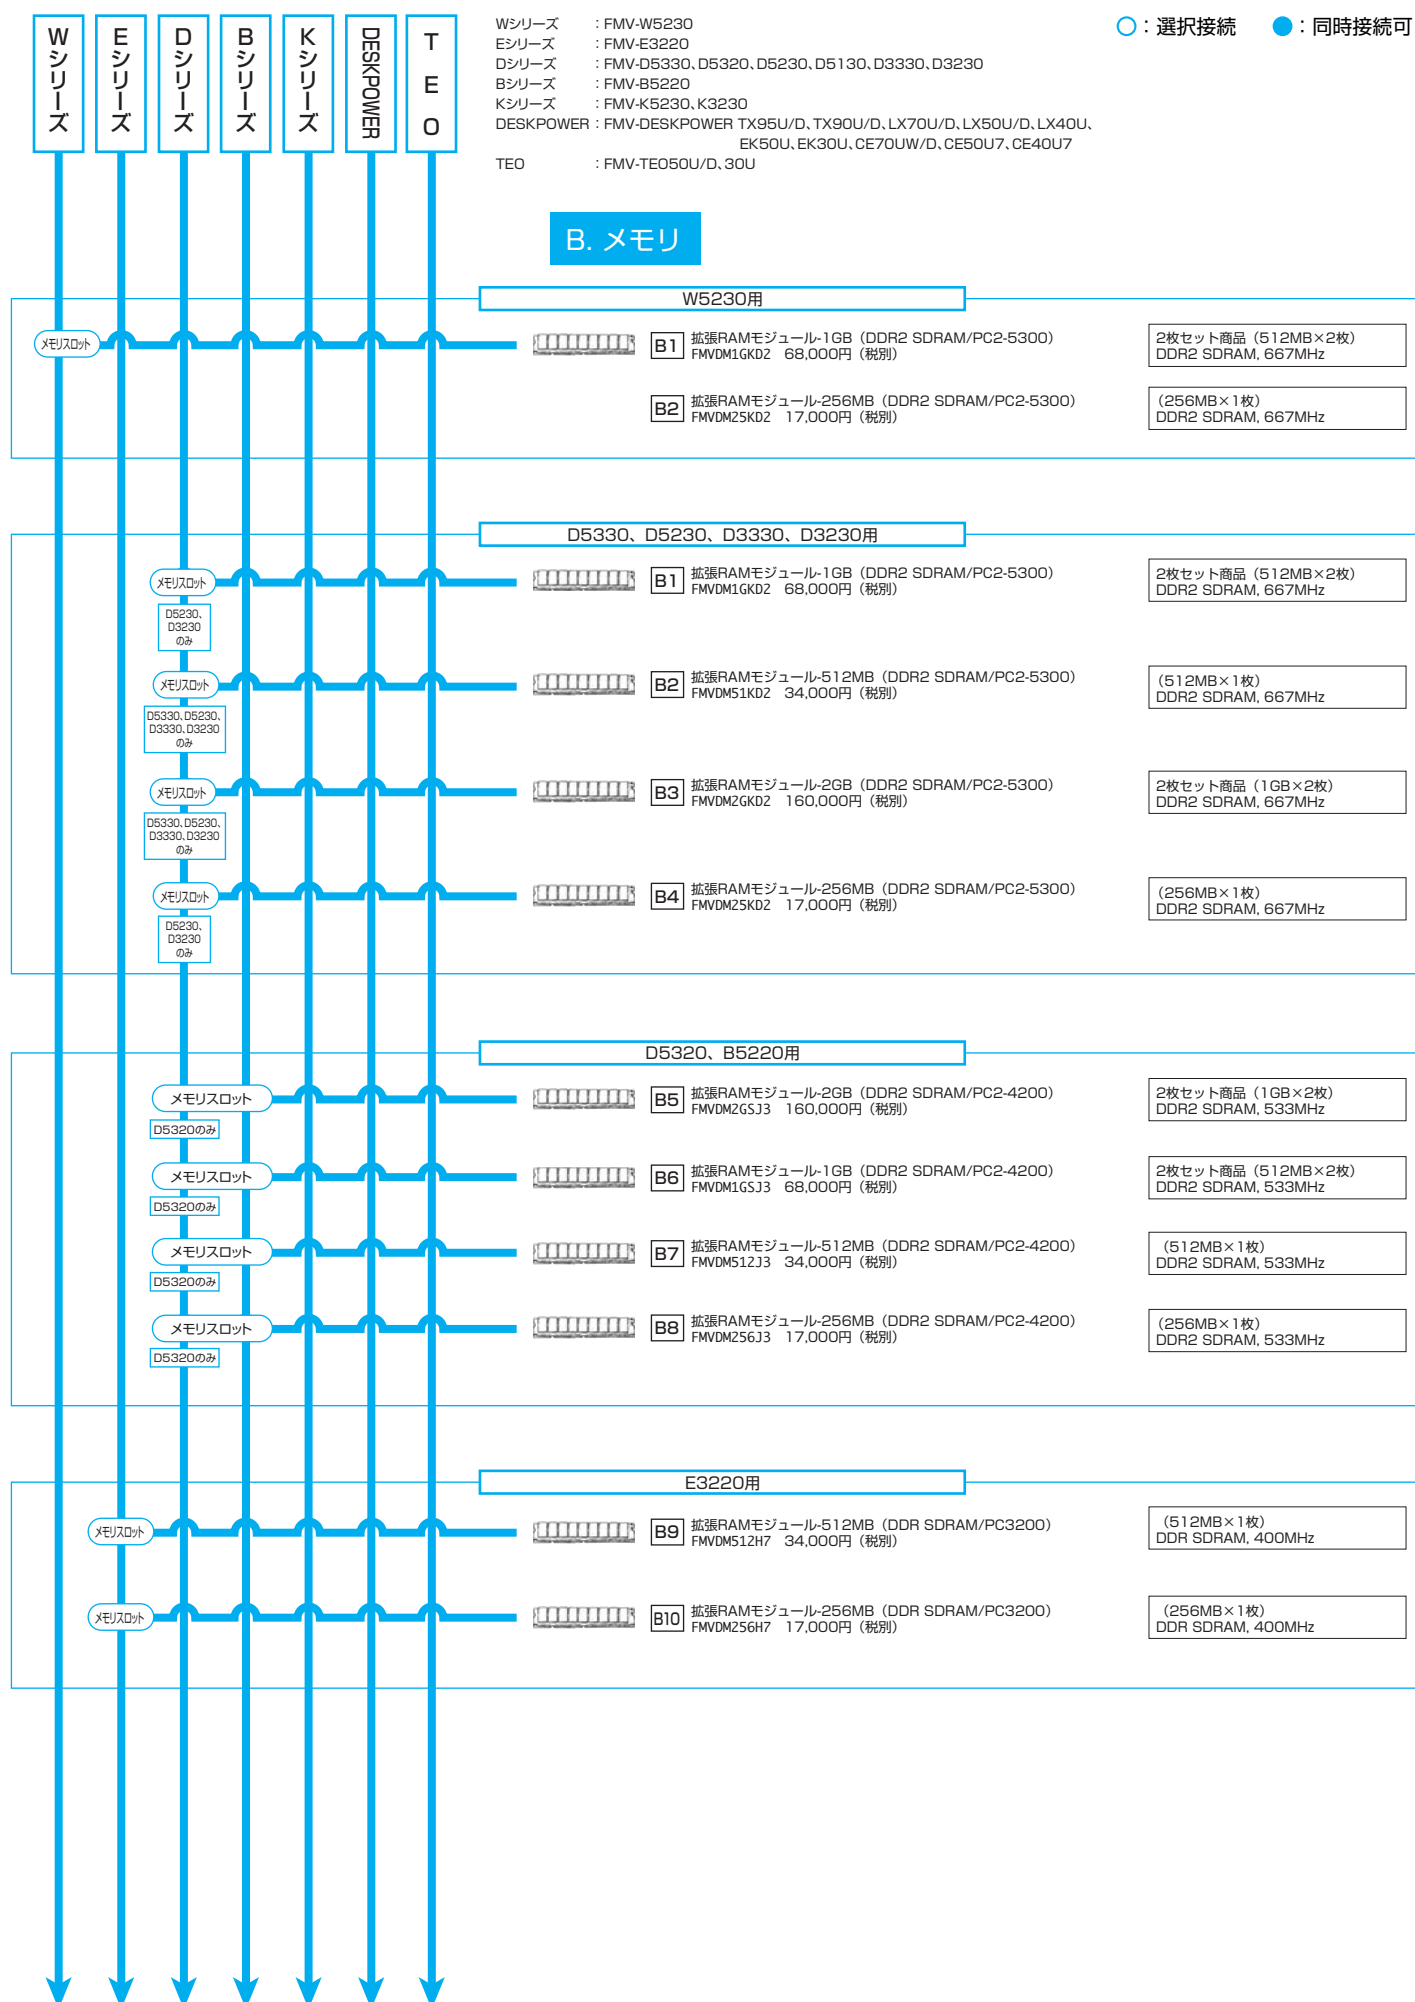 Wシリーズ
Eシリーズ
Dシリーズ
Bシリーズ
Kシリーズ
DESKPOWER
TEO
Wシリーズ ：FMV-W5230
Eシリーズ ：FMV-E3220
Dシリーズ ：FMV-D5330、D5320、D5230、D5130、D3330、D3230
Bシリーズ ：FMV-B5220
Kシリーズ ：FMV-K5230、K3230
DESKPOWER：FMV-DESKPOWER TX95U/D、TX90U/D、LX70U/D、LX50U/D、LX40U、
EK50U、EK30U、CE70UW/D、CE50U7、CE40U7
TEO ：FMV-TEO50U/D、30U
○：選択接続 ●：同時接続可
B. メモリ
W5230用
メモリスロット
B1 拡張RAMモジュール-1GB（DDR2 SDRAM/PC2-5300）
FMVDM1GKD2 68,000円（税別）
2枚セット商品（512MB×2枚）
DDR2 SDRAM, 667MHz
B2 拡張RAMモジュール-256MB（DDR2 SDRAM/PC2-5300）
FMVDM25KD2 17,000円（税別）
（256MB×1枚）
DDR2 SDRAM, 667MHz
D5330、D5230、D3330、D3230用
メモリスロット
D5230、
D3230
のみ
B1 拡張RAMモジュール-1GB（DDR2 SDRAM/PC2-5300）
FMVDM1GKD2 68,000円（税別）
2枚セット商品（512MB×2枚）
DDR2 SDRAM, 667MHz
メモリスロット
D5330、D5230、
D3330、D3230
のみ
B2 拡張RAMモジュール-512MB（DDR2 SDRAM/PC2-5300）
FMVDM51KD2 34,000円（税別）
（512MB×1枚）
DDR2 SDRAM, 667MHz
メモリスロット
D5330、D5230、
D3330、D3230
のみ
B3 拡張RAMモジュール-2GB（DDR2 SDRAM/PC2-5300）
FMVDM2GKD2 160,000円（税別）
2枚セット商品（1GB×2枚）
DDR2 SDRAM, 667MHz
メモリスロット
D5230、
D3230
のみ
B4 拡張RAMモジュール-256MB（DDR2 SDRAM/PC2-5300）
FMVDM25KD2 17,000円（税別）
（256MB×1枚）
DDR2 SDRAM, 667MHz
D5320、B5220用
メモリスロット
D5320のみ
B5 拡張RAMモジュール-2GB（DDR2 SDRAM/PC2-4200）
FMVDM2GSJ3 160,000円（税別）
2枚セット商品（1GB×2枚）
DDR2 SDRAM, 533MHz
メモリスロット
D5320のみ
B6 拡張RAMモジュール-1GB（DDR2 SDRAM/PC2-4200）
FMVDM1GSJ3 68,000円（税別）
2枚セット商品（512MB×2枚）
DDR2 SDRAM, 533MHz
メモリスロット
D5320のみ
B7 拡張RAMモジュール-512MB（DDR2 SDRAM/PC2-4200）
FMVDM512J3 34,000円（税別）
（512MB×1枚）
DDR2 SDRAM, 533MHz
メモリスロット
D5320のみ
B8 拡張RAMモジュール-256MB（DDR2 SDRAM/PC2-4200）
FMVDM256J3 17,000円（税別）
（256MB×1枚）
DDR2 SDRAM, 533MHz
E3220用
メモリスロット
B9 拡張RAMモジュール-512MB（DDR SDRAM/PC3200）
FMVDM512H7 34,000円（税別）
（512MB×1枚）
DDR SDRAM, 400MHz
メモリスロット
B10 拡張RAMモジュール-256MB（DDR SDRAM/PC3200）
FMVDM256H7 17,000円（税別）
（256MB×1枚）
DDR SDRAM, 400MHz